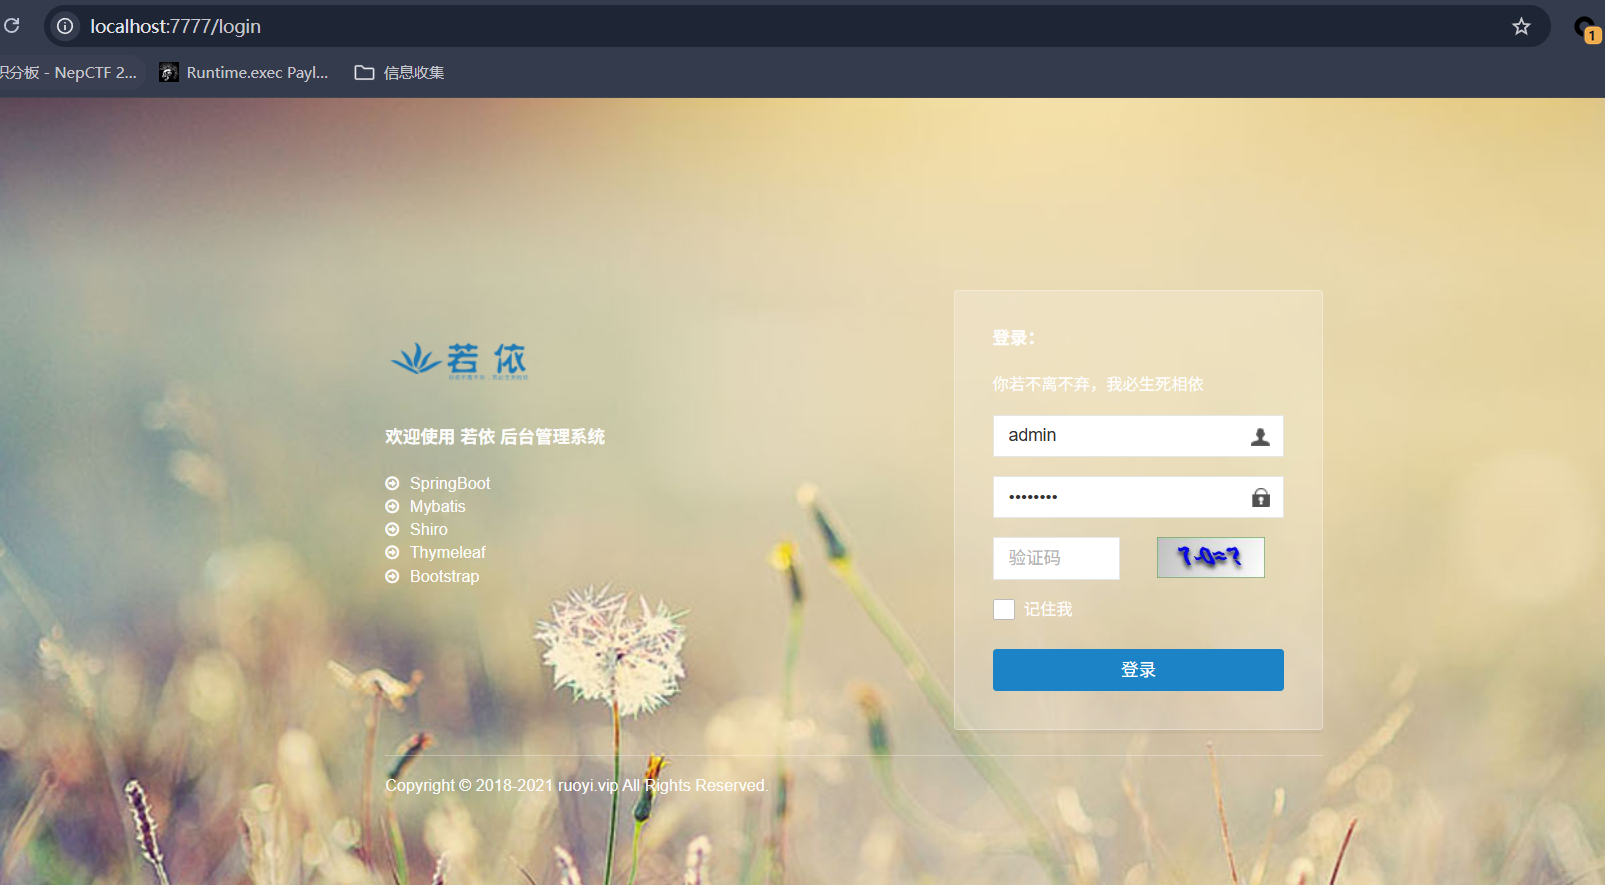 localhost:7777/login
1
识分板 - NepCTF 2...
Runtime.exec Payl...
信息收集
若 依
欢迎使用 若依 后台管理系统
SpringBoot
Mybatis
Shiro
Thymeleaf
Bootstrap
登录：
你若不离不弃，我必生死相依
admin
••••••••
验证码
?-0=?
记住我
登录
Copyright © 2018-2021 ruoyi.vip All Rights Reserved.